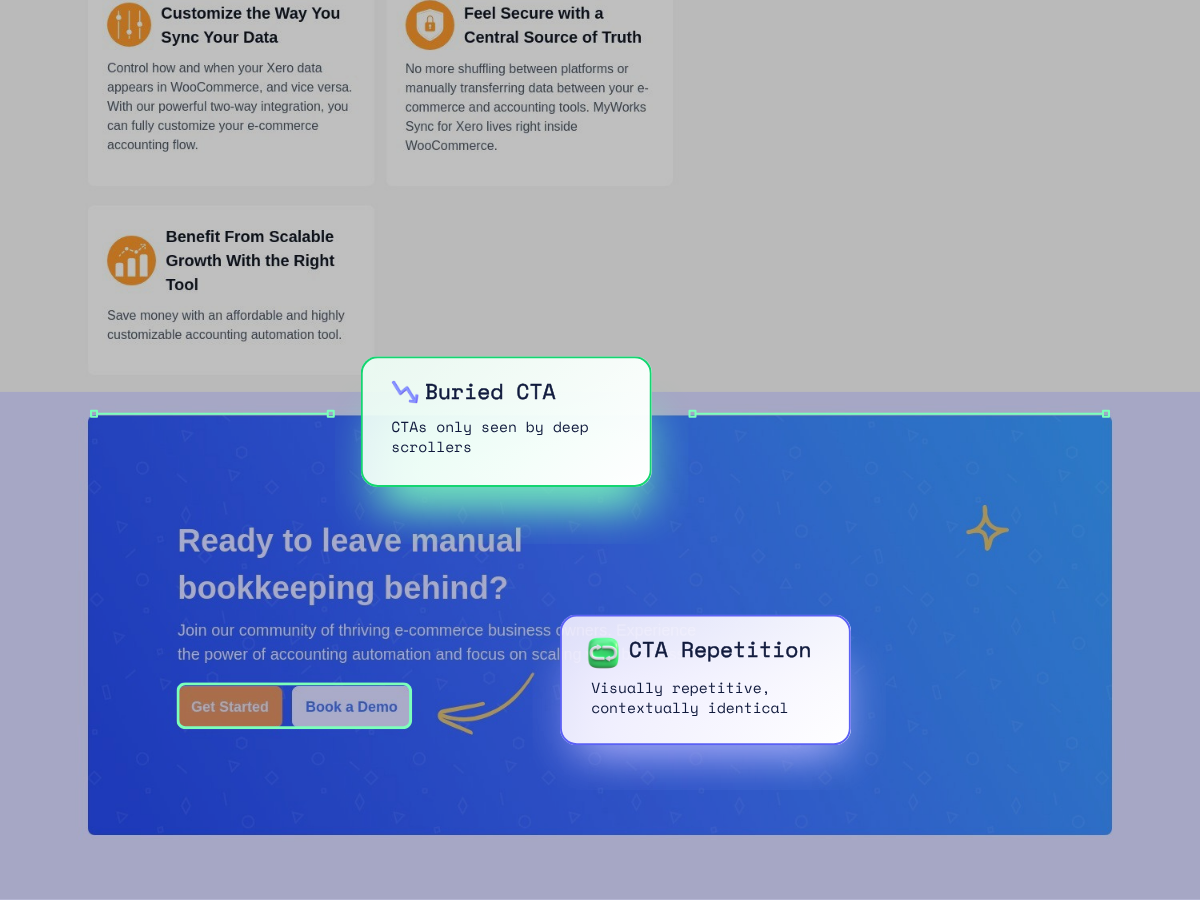 Customize the Way You
Sync Your Data
Control how and when your Xero data
appears in WooCommerce, and vice versa.
With our powerful two-way integration, you
can fully customize your e-commerce
accounting flow.
Feel Secure with a
Central Source of Truth
No more shuffling between platforms or
manually transferring data between your e-
commerce and accounting tools. MyWorks
Sync for Xero lives right inside
WooCommerce.
Benefit From Scalable
Growth With the Right
Tool
Save money with an affordable and highly
customizable accounting automation tool.
Buried CTA
CTAs only seen by deep
scrollers
Ready to leave manual
bookkeeping behind?
Join our community of thriving e-commerce business owners. Experience
the power of accounting automation and focus on
Get Started
Book a Demo
CTA Repetition
Visually repetitive,
contextually identical